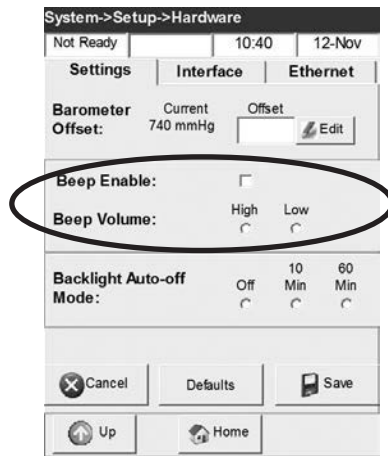 System->Setup->Hardware
Not Ready 10:40 12-Nov
Settings Interface Ethernet
Barometer Offset: Current 740 mmHg Offset Edit
Beep Enable:
Beep Volume: High Low
Backlight Auto-off Mode: Off 10 Min 60 Min
Cancel Defaults Save
Up Home